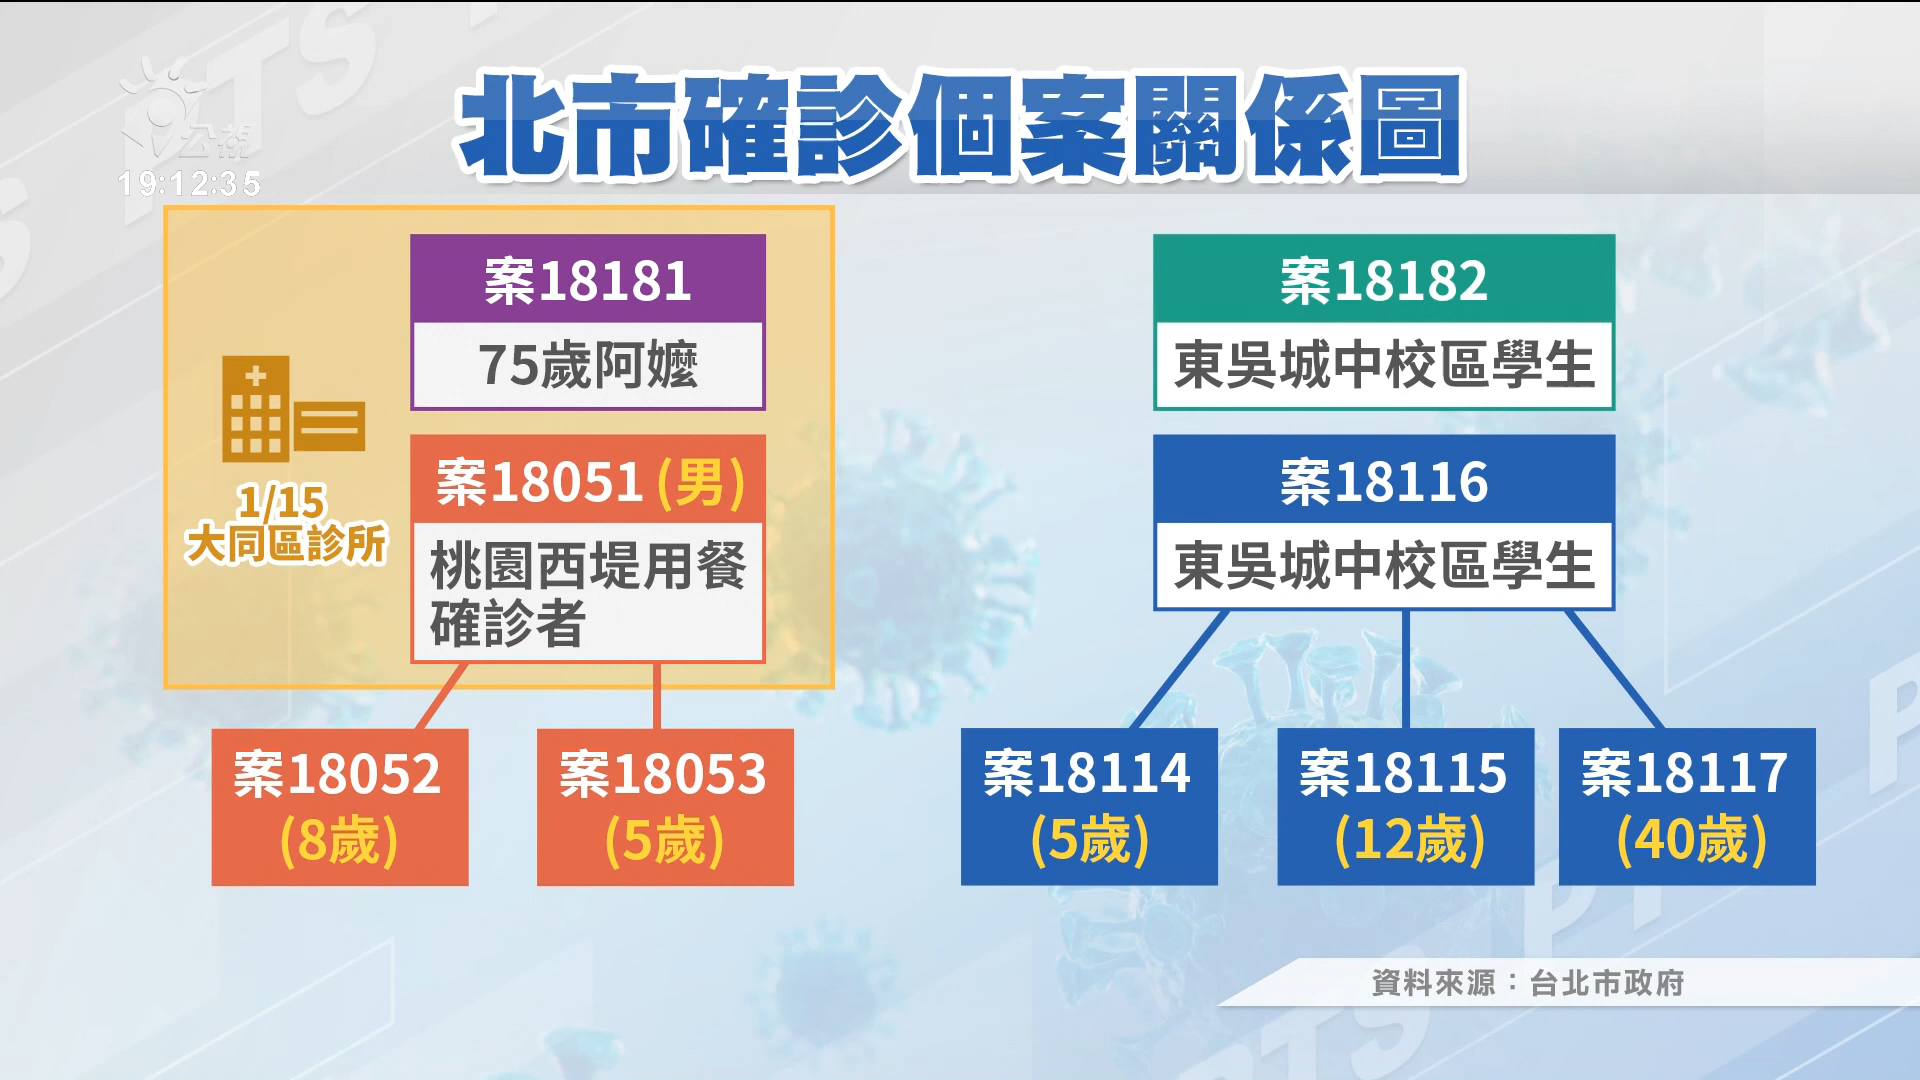 北市確診個案關係圖
公視
19:12:35
案18181
75歲阿嬤
案18051(男)
桃園西堤用餐
確診者
1/15
大同區診所
案18052
(8歲)
案18053
(5歲)
案18182
東吳城中校區學生
案18116
東吳城中校區學生
案18114
(5歲)
案18115
(12歲)
案18117
(40歲)
資料來源：台北市政府
PTS
PTS